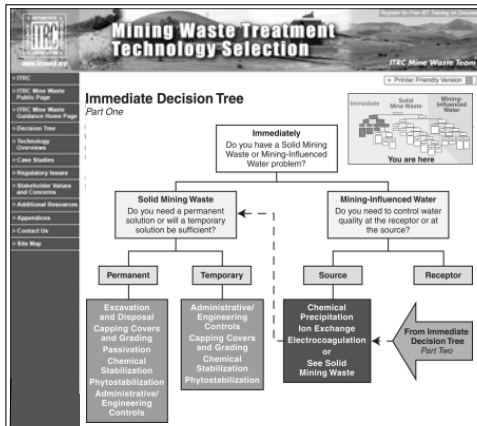 Register for Free
ITRC
www.itrcweb.org
Mining Waste Treatment
Technology Selection
ITRC Mine Waste Team
Printer Friendly Version
> ITRC
> ITRC Mine Waste
Public Page
> ITRC Mine Waste
Guidance Home Page
> Decision Tree
> Technology
Overviews
> Case Studies
> Regulatory Issues
> Stakeholder Values
and Concerns
> Additional Resources
> Appendices
> Contact Us
> Site Map
Immediate Decision Tree
Part One
Immediate
Solid
Mine Waste
Mining-
Influenced
Water
You are here
Immediately
Do you have a Solid Mining
Waste or Mining-Influenced
Water problem?
Solid Mining Waste
Do you need a permanent
solution or will a temporary
solution be sufficient?
Mining-Influenced Water
Do you need to control water
quality at the receptor or at
the source?
Permanent
Temporary
Source
Receptor
Excavation
and Disposal
Capping Covers
and Grading
Passivation
Chemical
Stabilization
Phytostabilization
Administrative/
Engineering
Controls
Administrative/
Engineering
Controls
Capping Covers
and Grading
Chemical
Stabilization
Phytostabilization
Chemical
Precipitation
Ion Exchange
Electrocoagulation
or
See Solid
Mining Waste
From Immediate
Decision Tree
Part Two